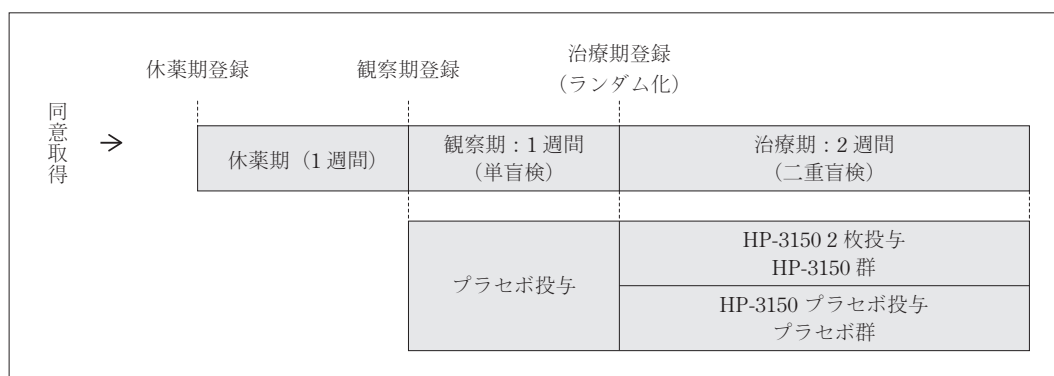 休薬期登録
観察期登録
治療期登録
(ランダム化)
同意取得
→
休薬期(1 週間)
観察期:1 週間
(単盲検)
治療期:2 週間
(二重盲検)
プラセボ投与
HP-3150 2 枚投与
HP-3150 群
HP-3150 プラセボ投与
プラセボ群